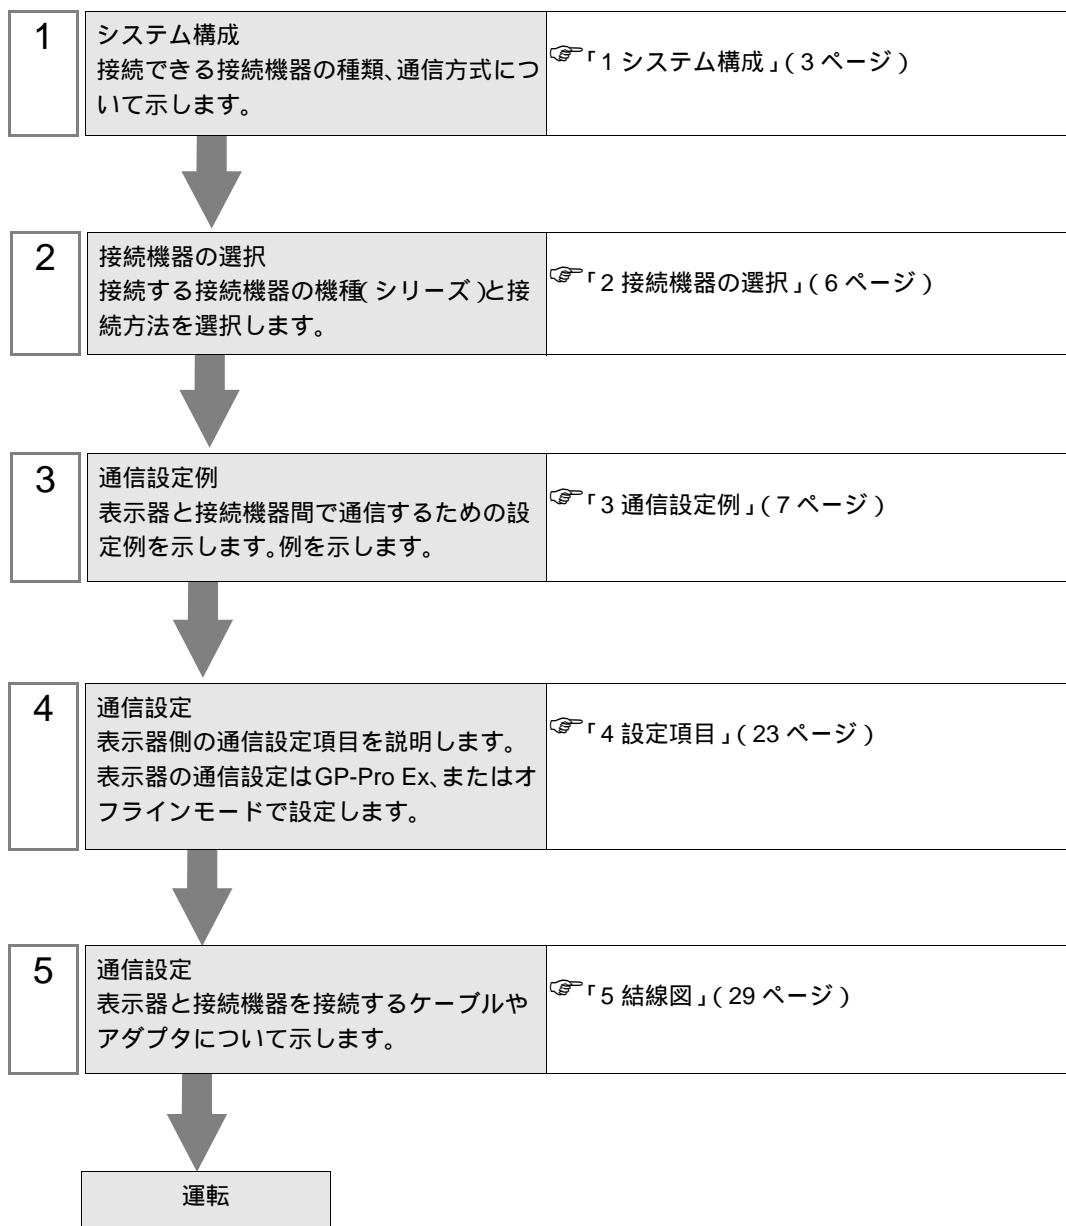 1
システム構成
接続できる接続機器の種類、通信方式につ
いて示します。
☞「1 システム構成」( 3 ページ )
2
接続機器の選択
接続する接続機器の機種( シリーズ )と接
続方法を選択します。
☞「2 接続機器の選択」( 6 ページ )
3
通信設定例
表示器と接続機器間で通信するための設
定例を示します。例を示します。
☞「3 通信設定例」( 7 ページ )
4
通信設定
表示器側の通信設定項目を説明します。
表示器の通信設定はGP-Pro Ex、またはオ
フラインモードで設定します。
☞「4 設定項目」( 23 ページ )
5
通信設定
表示器と接続機器を接続するケーブルや
アダプタについて示します。
☞「5 結線図」( 29 ページ )
運転